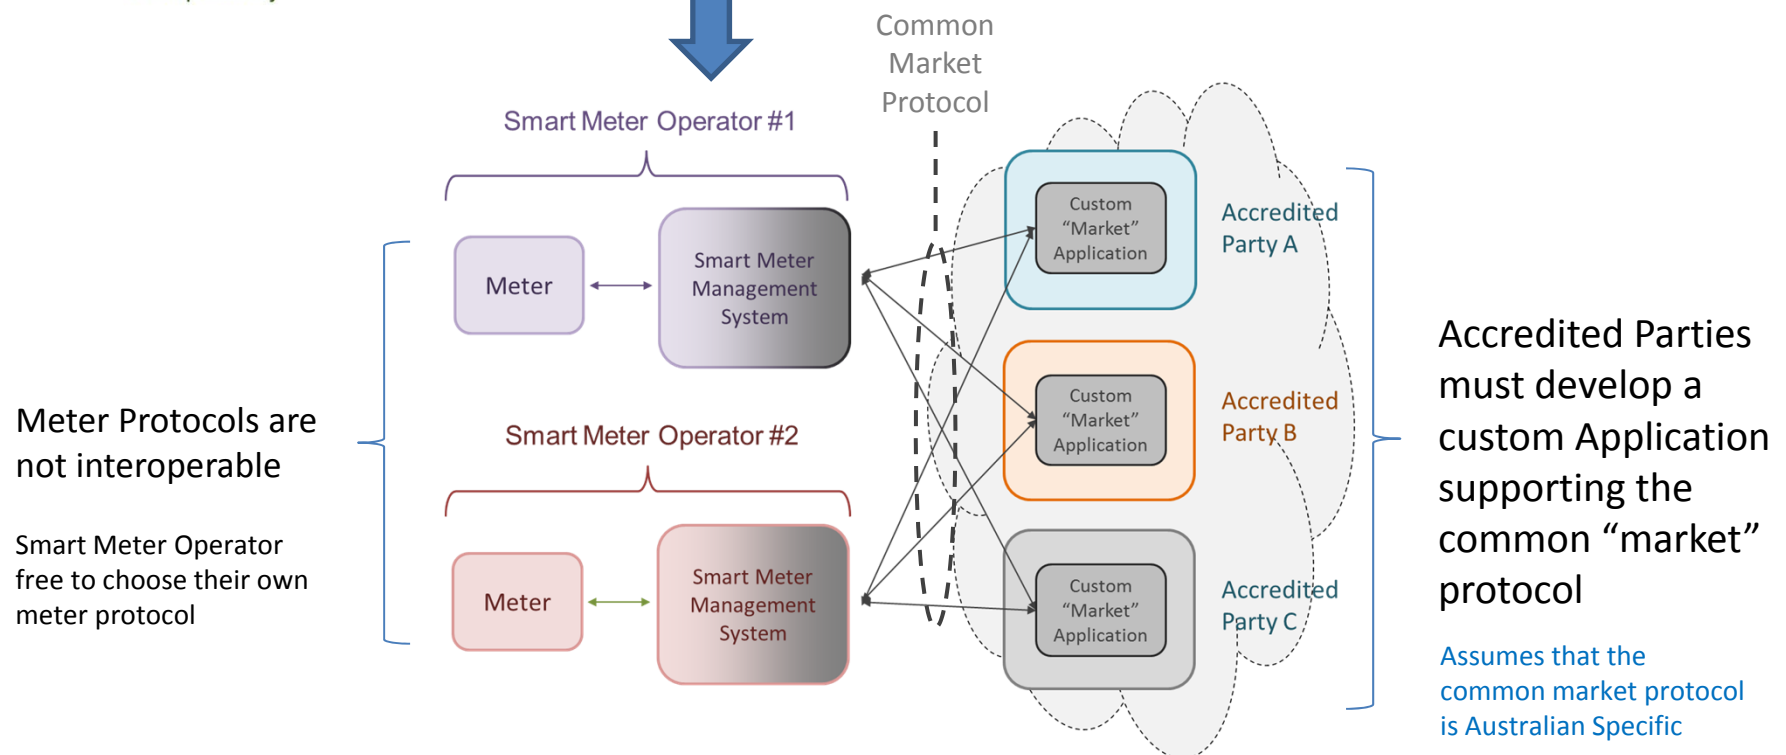 Common
Market
Protocol
Smart Meter Operator #1
Meter
Smart Meter
Management
System
Custom
“Market”
Application
Accredited
Party A
Custom
“Market”
Application
Accredited
Party B
Smart Meter Operator #2
Meter
Smart Meter
Management
System
Custom
“Market”
Application
Accredited
Party C
Meter Protocols are
not interoperable
Smart Meter Operator
free to choose their own
meter protocol
Accredited Parties
must develop a
custom Application
supporting the
common “market”
protocol
Assumes that the
common market protocol
is Australian Specific